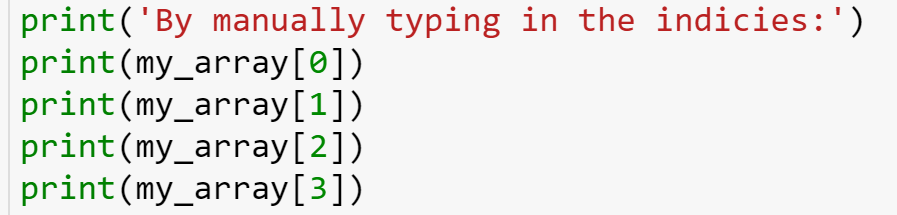 print('By manually typing in the indicies:')
print(my_array[0])
print(my_array[1])
print(my_array[2])
print(my_array[3])